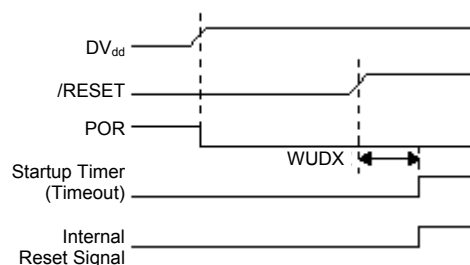 DVdd
/RESET
POR
WUDX
Startup Timer
(Timeout)
Internal
Reset Signal